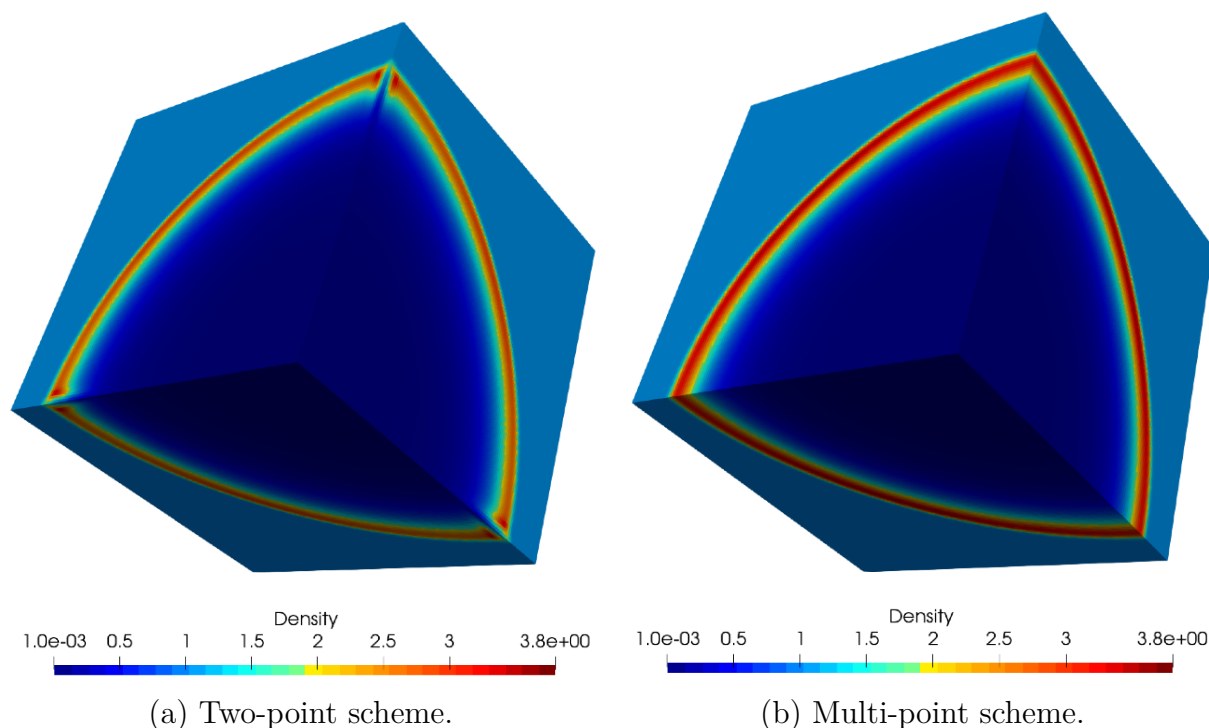 Density
1.0e-03 0.5 1 1.5 2 2.5 3 3.8e+00
(a) Two-point scheme.
Density
1.0e-03 0.5 1 1.5 2 2.5 3 3.8e+00
(b) Multi-point scheme.